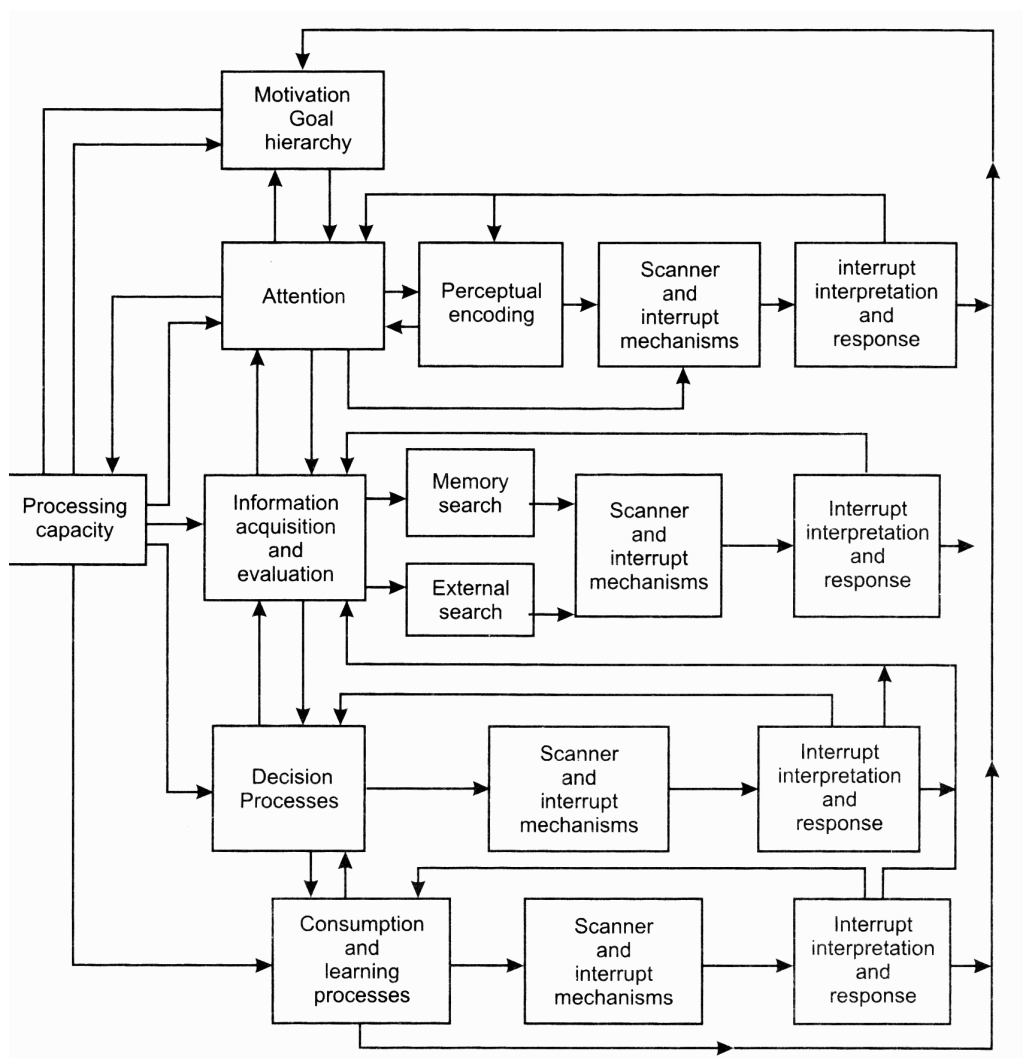 Motivation
Goal
hierarchy
Attention
Perceptual
encoding
Scanner
and
interrupt
mechanisms
interrupt
interpretation
and
response
Processing
capacity
Information
acquisition
and
evaluation
Memory
search
External
search
Scanner
and
interrupt
mechanisms
Interrupt
interpretation
and
response
Decision
Processes
Scanner
and
interrupt
mechanisms
Interrupt
interpretation
and
response
Consumption
and
learning
processes
Scanner
and
interrupt
mechanisms
Interrupt
interpretation
and
response